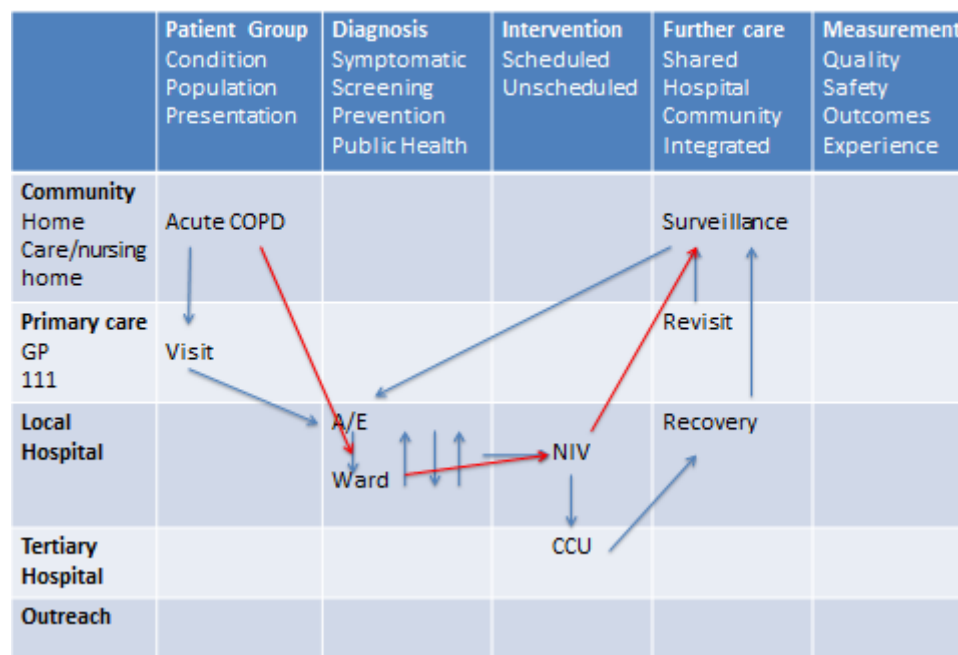 Patient Group
Condition
Population
Presentation
Diagnosis
Symptomatic
Screening
Prevention
Public Health
Intervention
Scheduled
Unscheduled
Further care
Shared
Hospital
Community
Integrated
Measurement
Quality
Safety
Outcomes
Experience
Community
Home
Care/nursing
home
Acute COPD
Surveillance
Primary care
GP
111
Visit
Revisit
Local
Hospital
A/E
Ward
NIV
Recovery
Tertiary
Hospital
CCU
Outreach